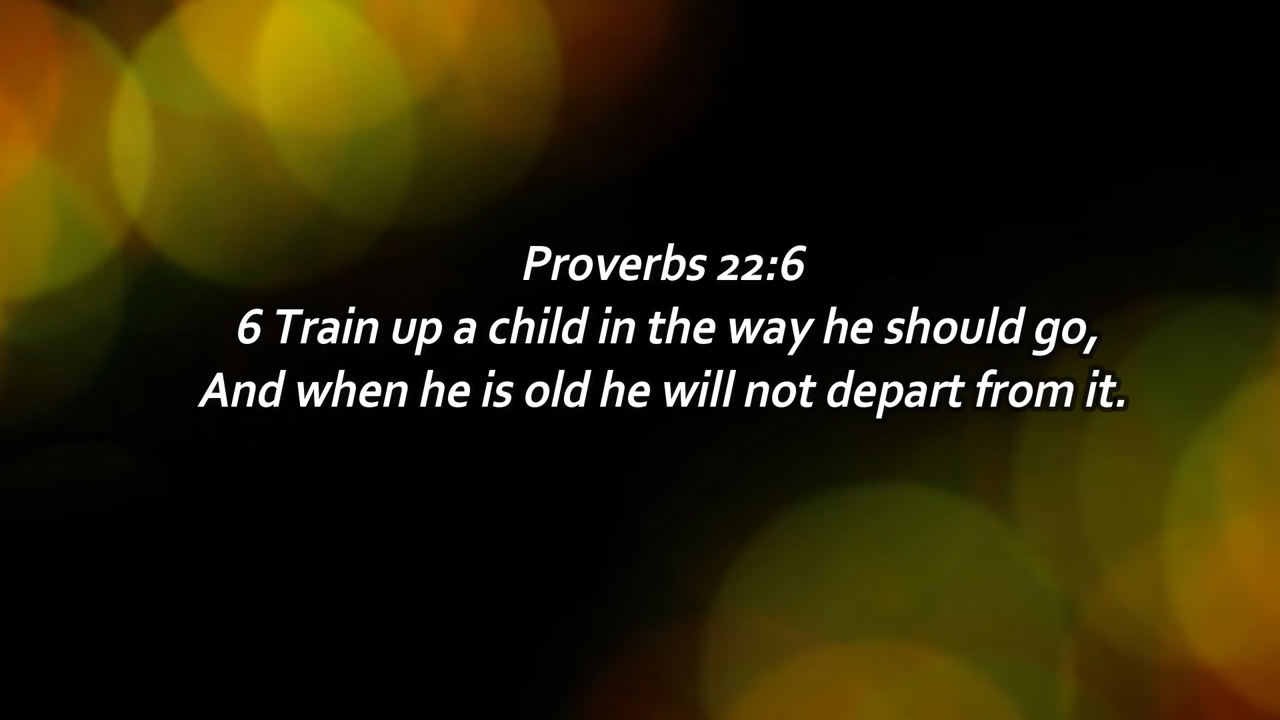 Proverbs 22:6
6 Train up a child in the way he should go,
And when he is old he will not depart from it.